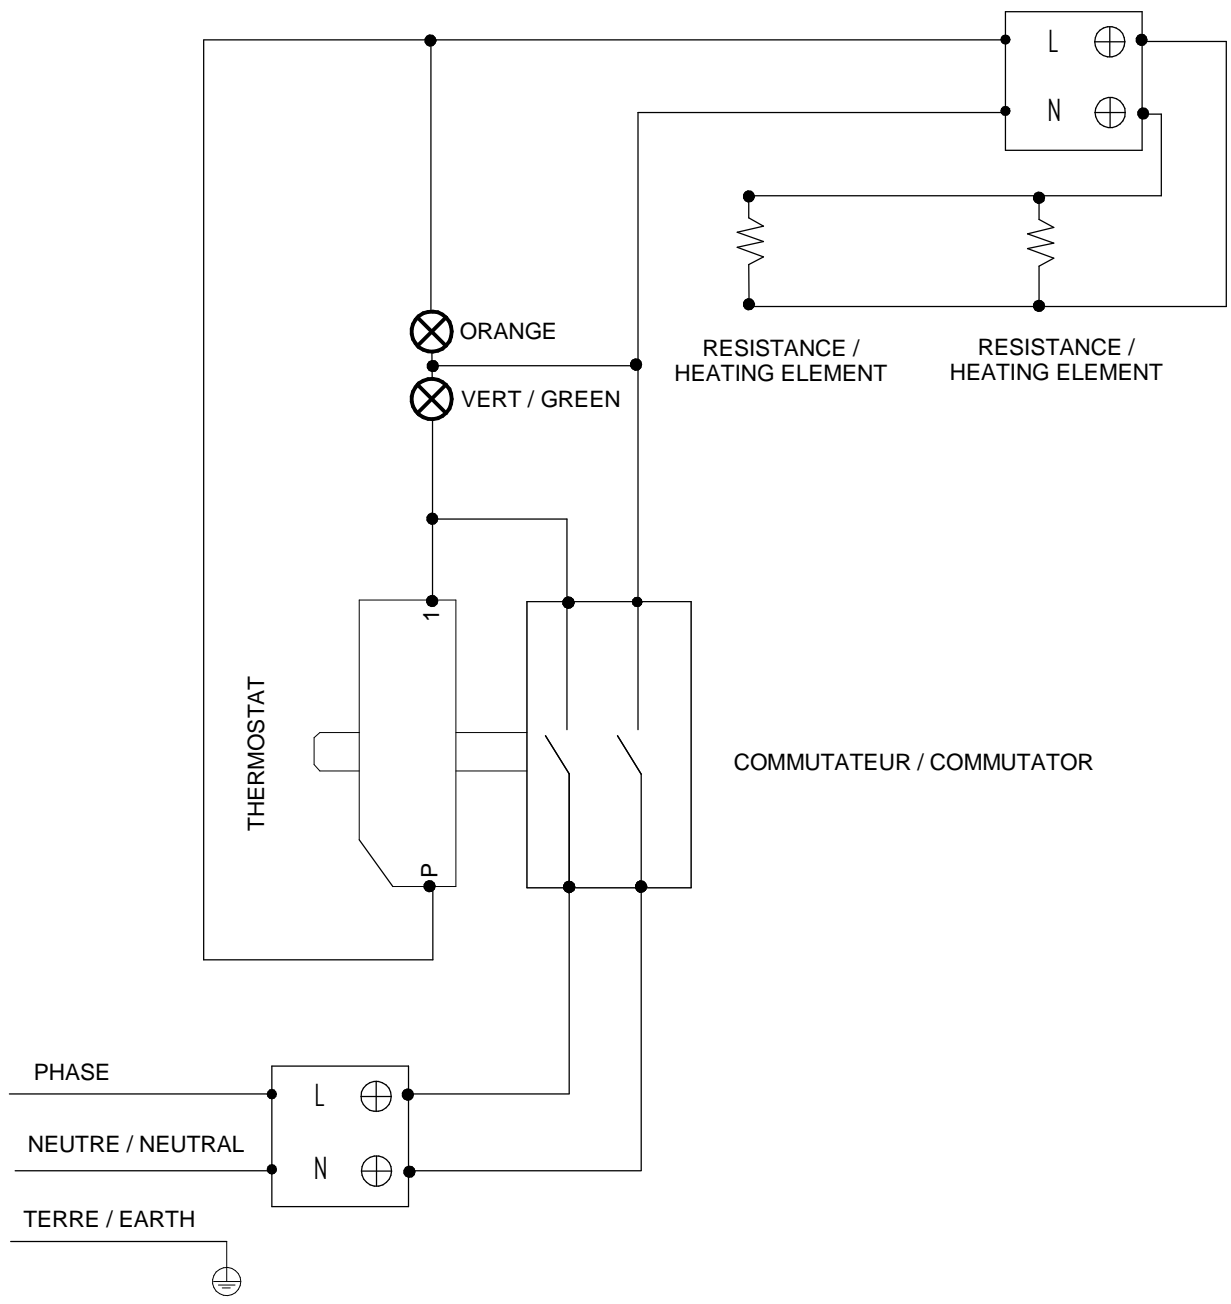 L
N
ORANGE
VERT / GREEN
RESISTANCE /
HEATING ELEMENT
RESISTANCE /
HEATING ELEMENT
1
THERMOSTAT
P
COMMUTATEUR / COMMUTATOR
PHASE
L
NEUTRE / NEUTRAL
N
TERRE / EARTH